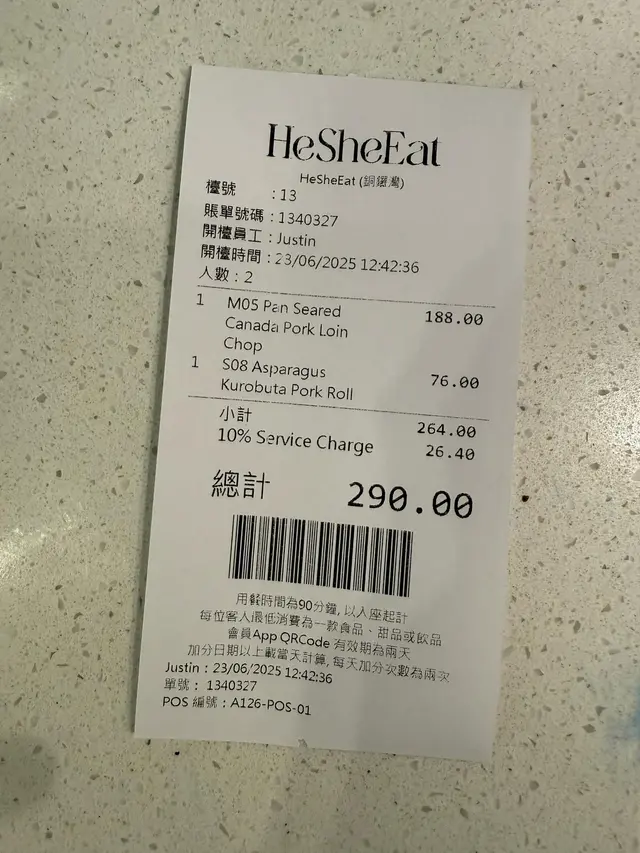 HeSheEat
HeSheEat (銅鑼灣)
檯號 : 13
賬單號碼 : 1340327
開檯員工 : Justin
開檯時間 : 23/06/2025 12:42:36
人數 : 2
1 M05 Pan Seared 188.00
Canada Pork Loin
Chop
1 S08 Asparagus 76.00
Kurobuta Pork Roll
小計 264.00
10% Service Charge 26.40
總計 290.00
用餐時間為90分鐘, 以入座起計
每位客人最低消費為一款食品、甜品或飲品
會員App QRCode 有效期為兩天
加分日期以上載當天計算, 每天加分次數為兩次
Justin : 23/06/2025 12:42:36
單號 : 1340327
POS 編號 : A126-POS-01